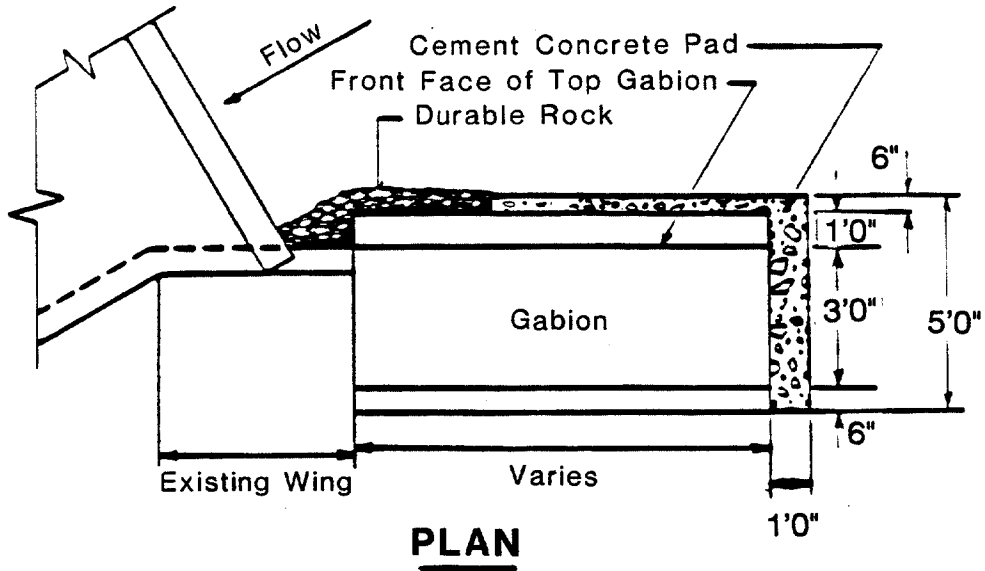 Flow
Cement Concrete Pad
Front Face of Top Gabion
Durable Rock
6"
1'0"
3'0"
5'0"
Gabion
6"
Existing Wing
Varies
1'0"
PLAN